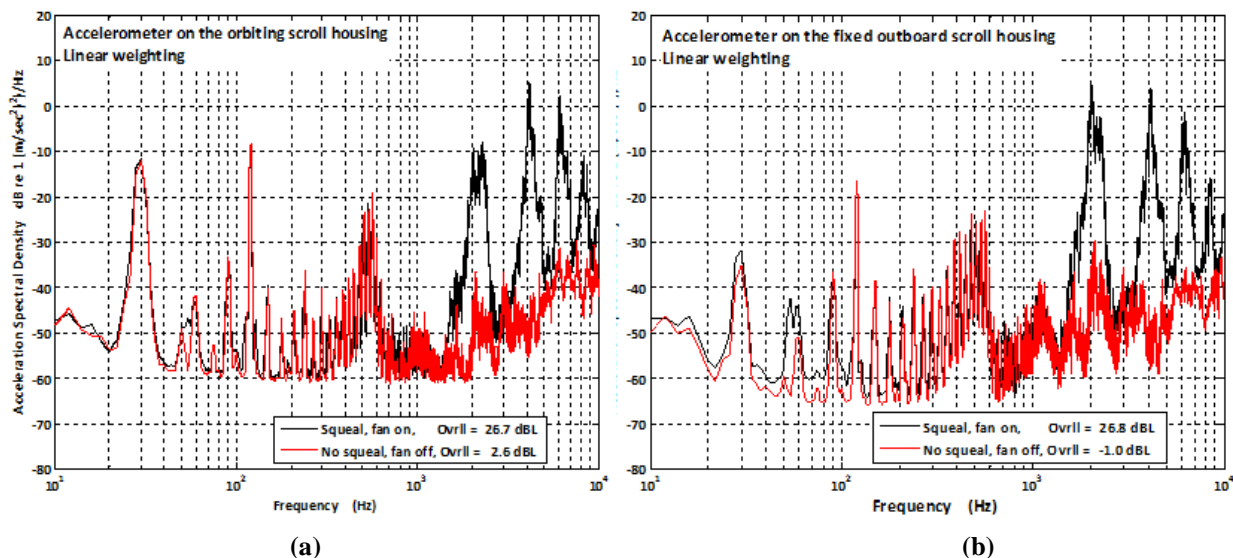 Accelerometer on the orbiting scroll housing
Linear weighting
Acceleration Spectral Density dB re 1 [m/sec²)²}/Hz
20
10
0
-10
-20
-30
-40
-50
-60
-70
-80
Squeal, fan on, Ovrll = 26.7 dBL
No squeal, fan off, Ovrll = 2.6 dBL
10¹
10²
10³
10⁴
Frequency (Hz)
(a)
Accelerometer on the fixed outboard scroll housing
Linear weighting
20
10
0
-10
-20
-30
-40
-50
-60
-70
-80
Squeal, fan on, Ovrll = 26.8 dBL
No squeal, fan off, Ovrll = -1.0 dBL
10¹
10²
10³
10⁴
Frequency (Hz)
(b)